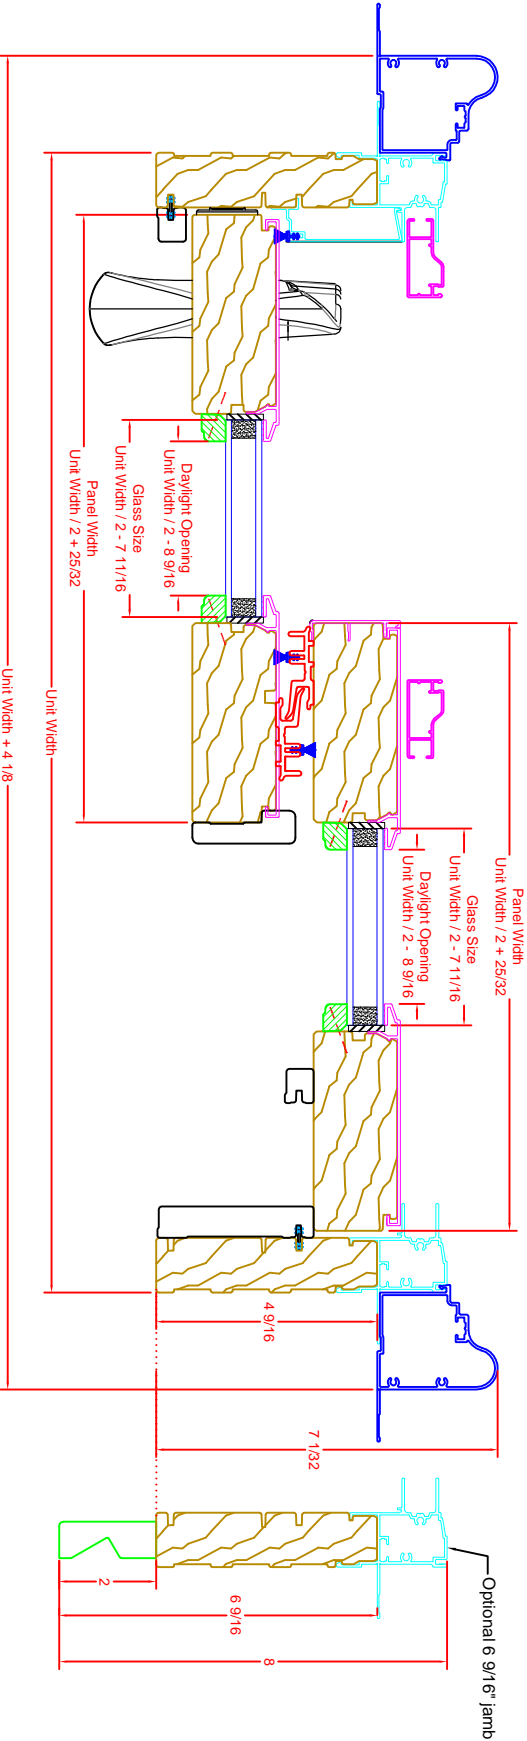 Optional 6 9/16" jamb
Panel Width
Unit Width / 2 + 25/32
Glass Size
Unit Width / 2 - 7 11/16
Daylight Opening
Unit Width / 2 - 8 9/16
Daylight Opening
Unit Width / 2 - 8 9/16
Glass Size
Unit Width / 2 - 7 11/16
Panel Width
Unit Width / 2 + 25/32
Unit Width
Unit Width + 4 1/8
4 9/16
7 1/32
2
6 9/16
8